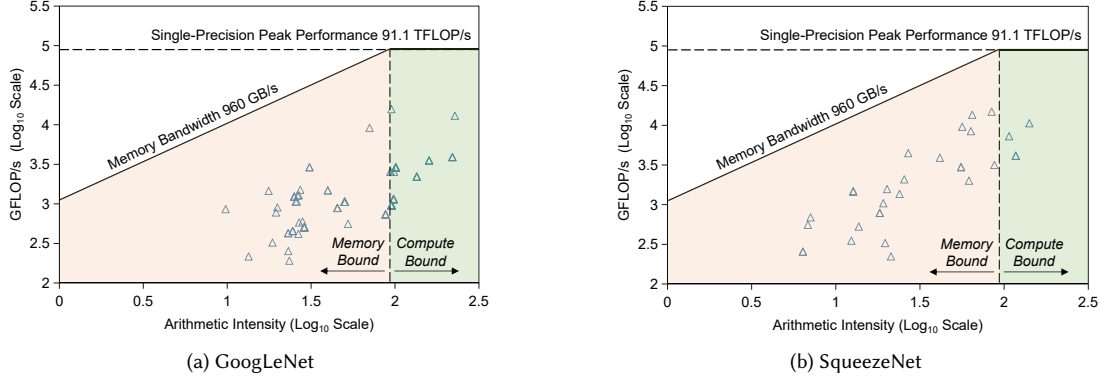 5.5
Single-Precision Peak Performance 91.1 TFLOP/s
5
4.5
Memory Bandwidth 960 GB/s
4
3.5
3
2.5
2
GFLOP/s (Log10 Scale)
Memory Bound
Compute Bound
0 0.5 1 1.5 2 2.5
Arithmetic Intensity (Log10 Scale)
(a) GoogLeNet
5.5
Single-Precision Peak Performance 91.1 TFLOP/s
5
4.5
Memory Bandwidth 960 GB/s
4
3.5
3
2.5
2
GFLOP/s (Log10 Scale)
Memory Bound
Compute Bound
0 0.5 1 1.5 2 2.5
Arithmetic Intensity (Log10 Scale)
(b) SqueezeNet